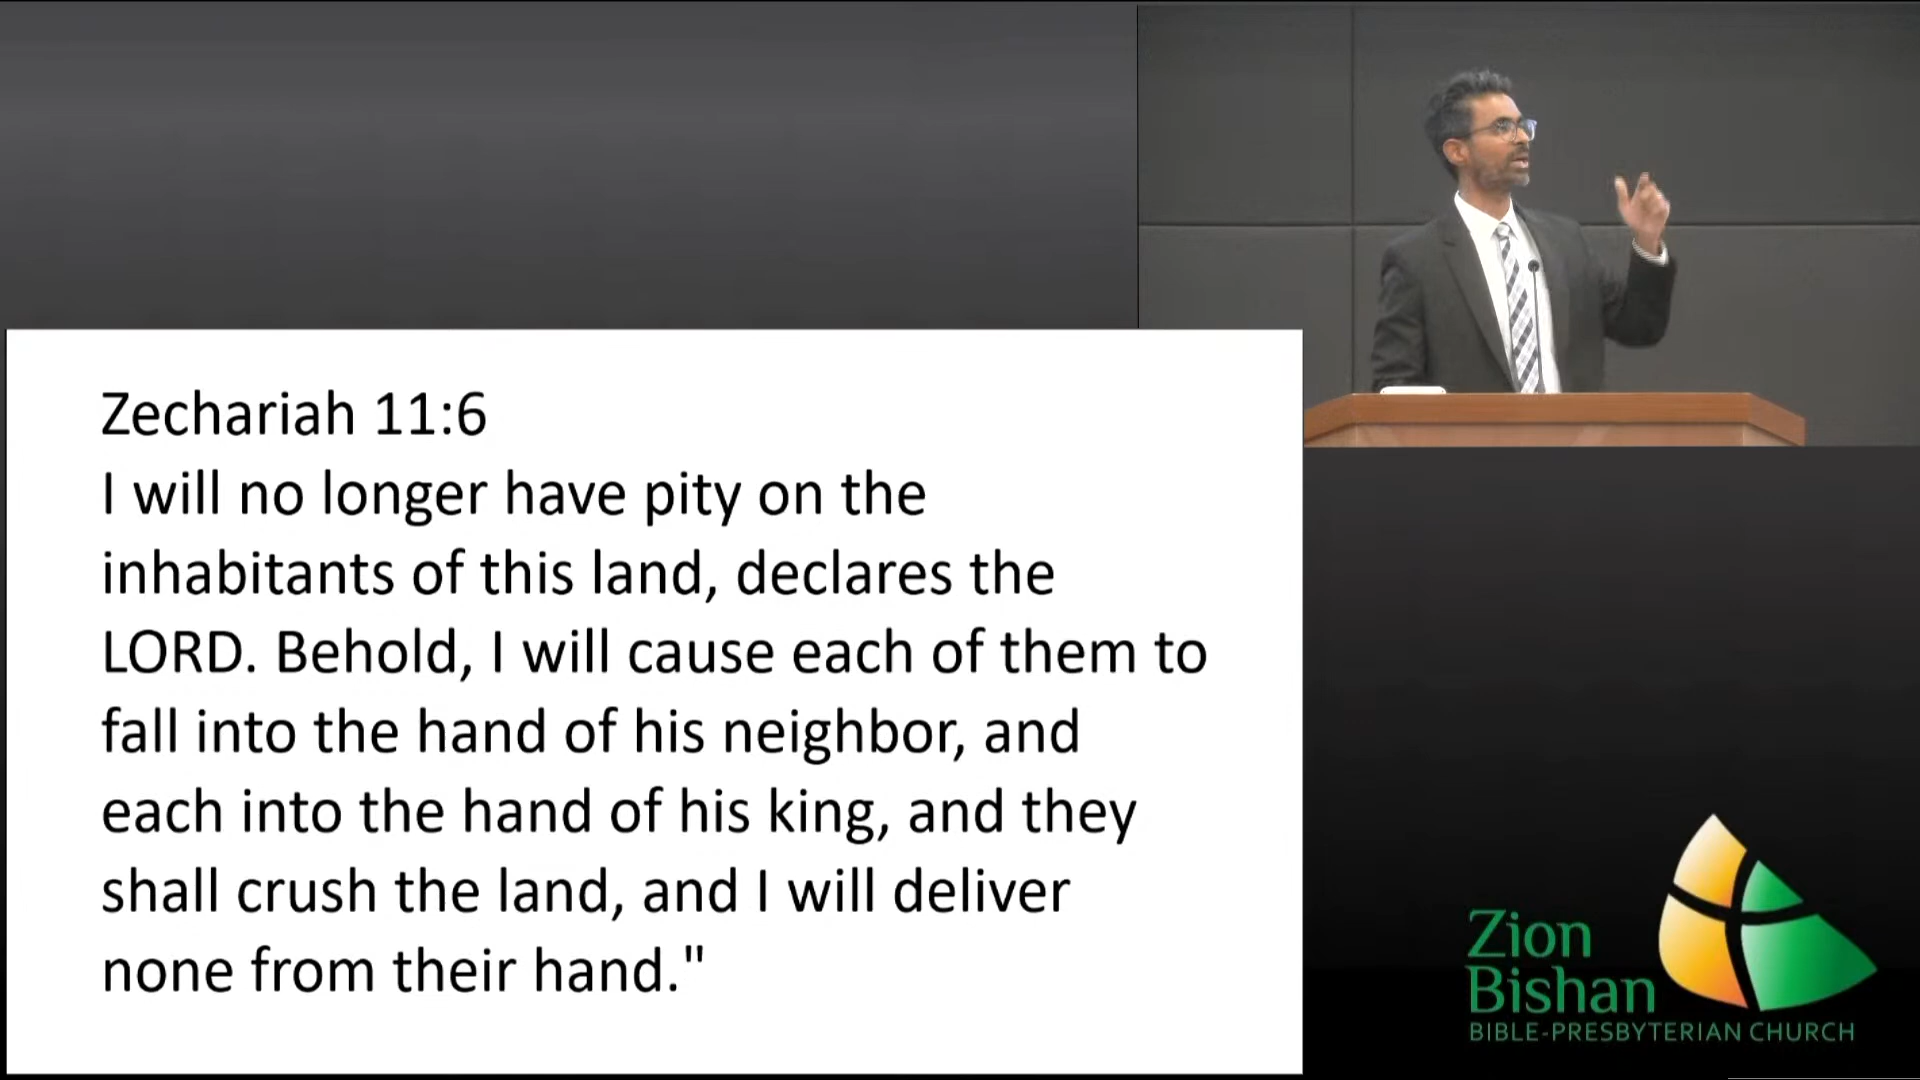 Zechariah 11:6
I will no longer have pity on the
inhabitants of this land, declares the
LORD. Behold, I will cause each of them to
fall into the hand of his neighbor, and
each into the hand of his king, and they
shall crush the land, and I will deliver
none from their hand."
Zion
Bishan
BIBLE-PRESBYTERIAN CHURCH